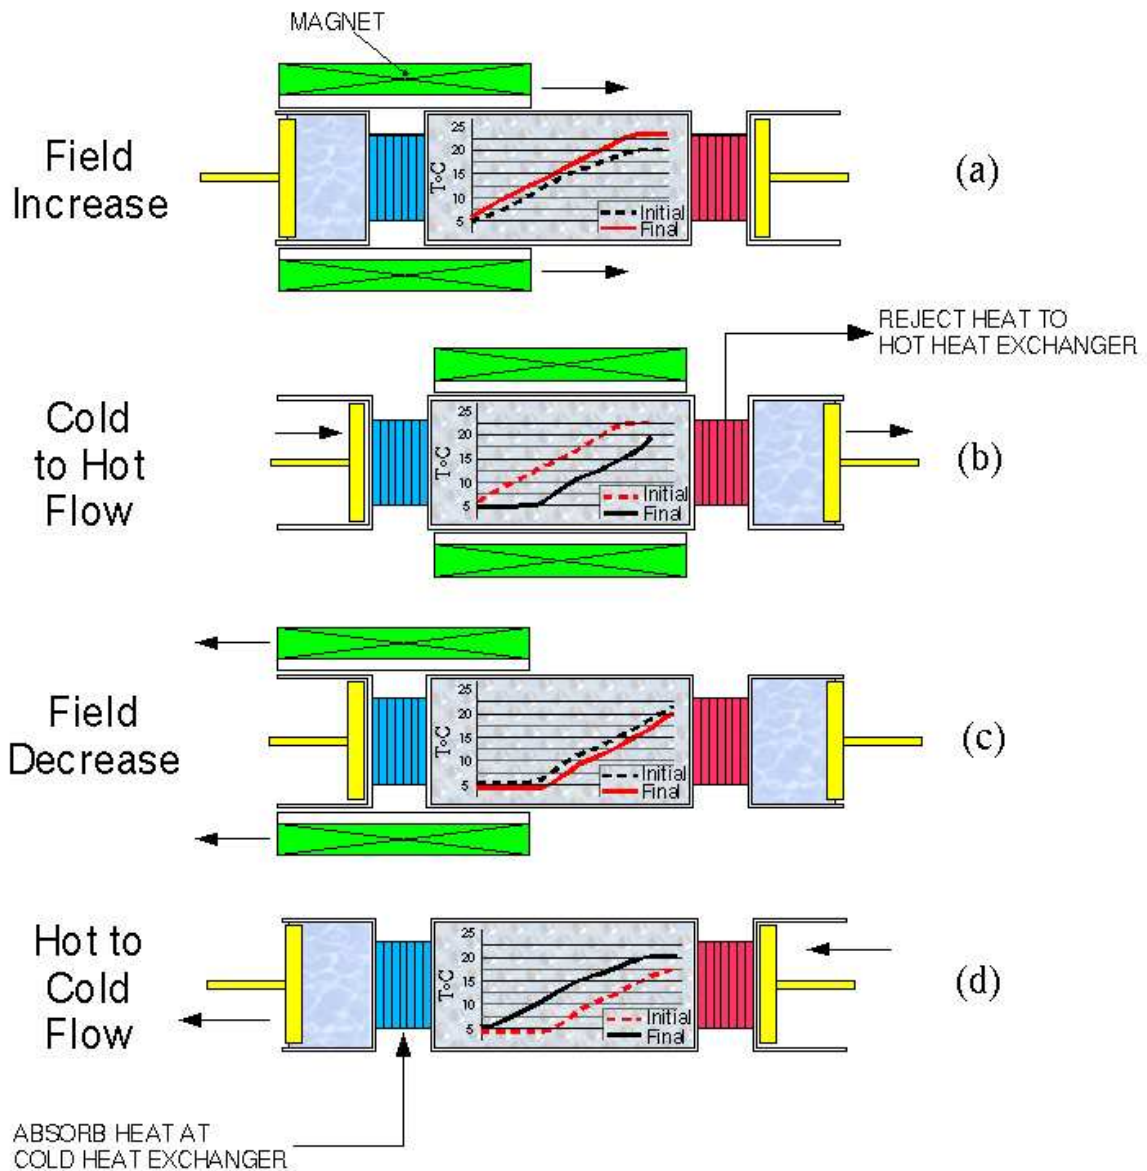 MAGNET
Field
Increase
T°C
25
20
15
10
5
Initial
Final
(a)
REJECT HEAT TO
HOT HEAT EXCHANGER
Cold
to Hot
Flow
T°C
25
20
15
10
5
Initial
Final
(b)
Field
Decrease
T°C
25
20
15
10
5
Initial
Final
(c)
Hot to
Cold
Flow
T°C
25
20
15
10
5
Initial
Final
(d)
ABSORB HEAT AT
COLD HEAT EXCHANGER